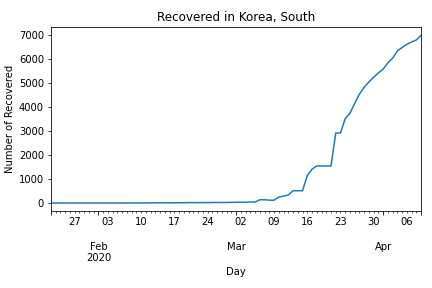 Recovered in Korea, South
Number of Recovered
7000
6000
5000
4000
3000
2000
1000
0
27 03 10 17 24 02 09 16 23 30 06
Feb Mar Apr
2020
Day